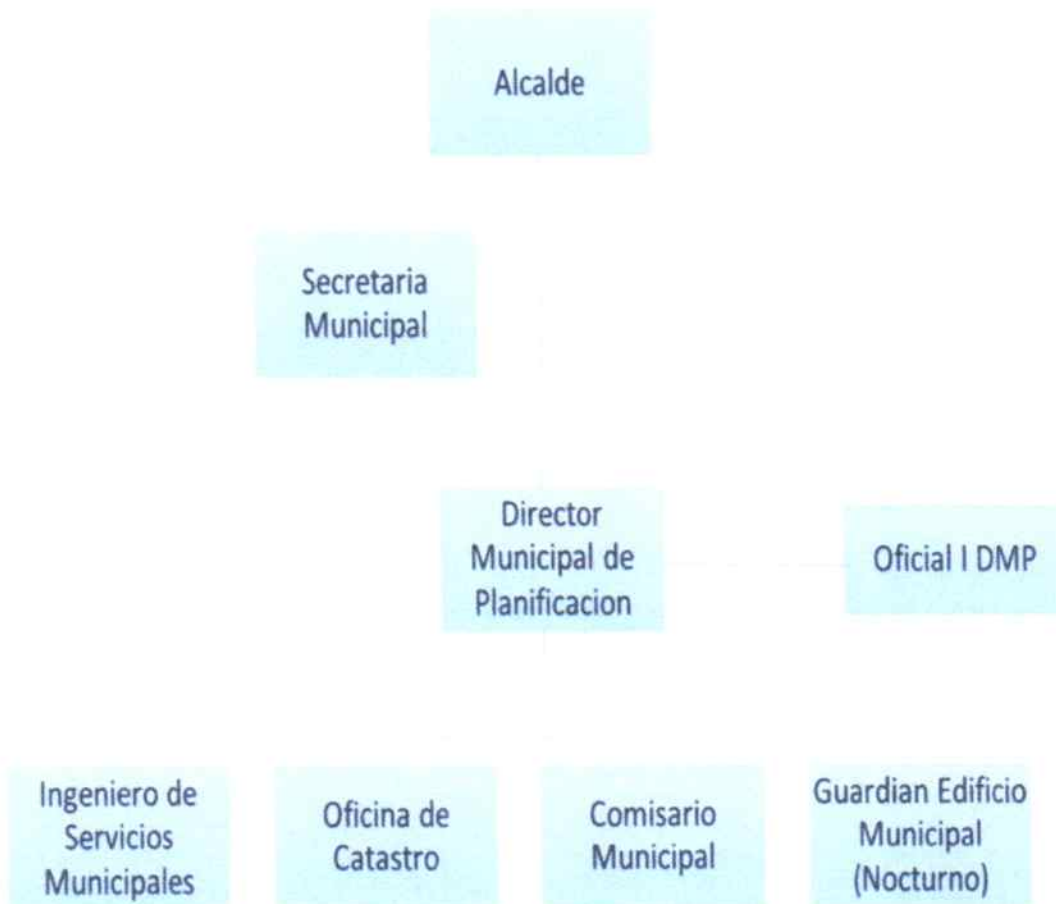 Alcalde
Secretaria
Municipal
Director
Municipal de
Planificacion
Oficial I DMP
Ingeniero de
Servicios
Municipales
Oficina de
Catastro
Comisario
Municipal
Guardian Edificio
Municipal
(Nocturno)